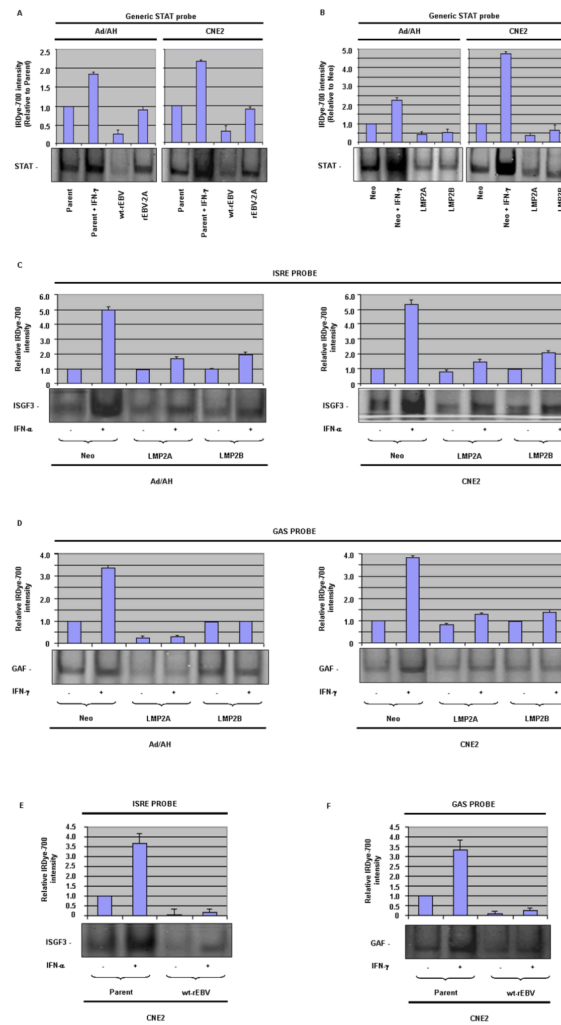 A
Generic STAT probe
Ad/AH
CNE2
IRDye-700 intensity
(Relative to Parent)
2.5
2.0
1.5
1.0
0.5
0
STAT -
Parent
Parent + IFN-γ
wt-rEBV
rEBV-2A
Parent
Parent + IFN-γ
wt-rEBV
rEBV-2A
B
Generic STAT probe
Ad/AH
CNE2
IRDye-700 intensity
(Relative to Neo)
5.0
4.0
3.0
2.0
1.0
0
STAT -
Neo
Neo + IFN-γ
LMP2A
LMP2B
Neo
Neo + IFN-γ
LMP2A
LMP2B
C
ISRE PROBE
Relative IRDye-700
intensity
6.0
5.0
4.0
3.0
2.0
1.0
0
ISGF3 -
IFN-α - + - + - +
Neo LMP2A LMP2B
Ad/AH
Relative IRDye-700
intensity
6.0
5.0
4.0
3.0
2.0
1.0
0
ISGF3 -
IFN-α - + - + - +
Neo LMP2A LMP2B
CNE2
D
GAS PROBE
Relative IRDye-700
intensity
4.0
3.0
2.0
1.0
0
GAF -
IFN-γ - + - + - +
Neo LMP2A LMP2B
Ad/AH
Relative IRDye-700
intensity
4.0
3.0
2.0
1.0
0
GAF -
IFN-γ - + - + - +
Neo LMP2A LMP2B
CNE2
E
ISRE PROBE
Relative IRDye-700
intensity
4.5
4.0
3.5
3.0
2.5
2.0
1.5
1.0
0.5
0
ISGF3 -
IFN-α - + - +
Parent wt-rEBV
CNE2
F
GAS PROBE
Relative IRDye-700
intensity
4.5
4.0
3.5
3.0
2.5
2.0
1.5
1.0
0.5
0
GAF -
IFN-γ - + - +
Parent wt-rEBV
CNE2